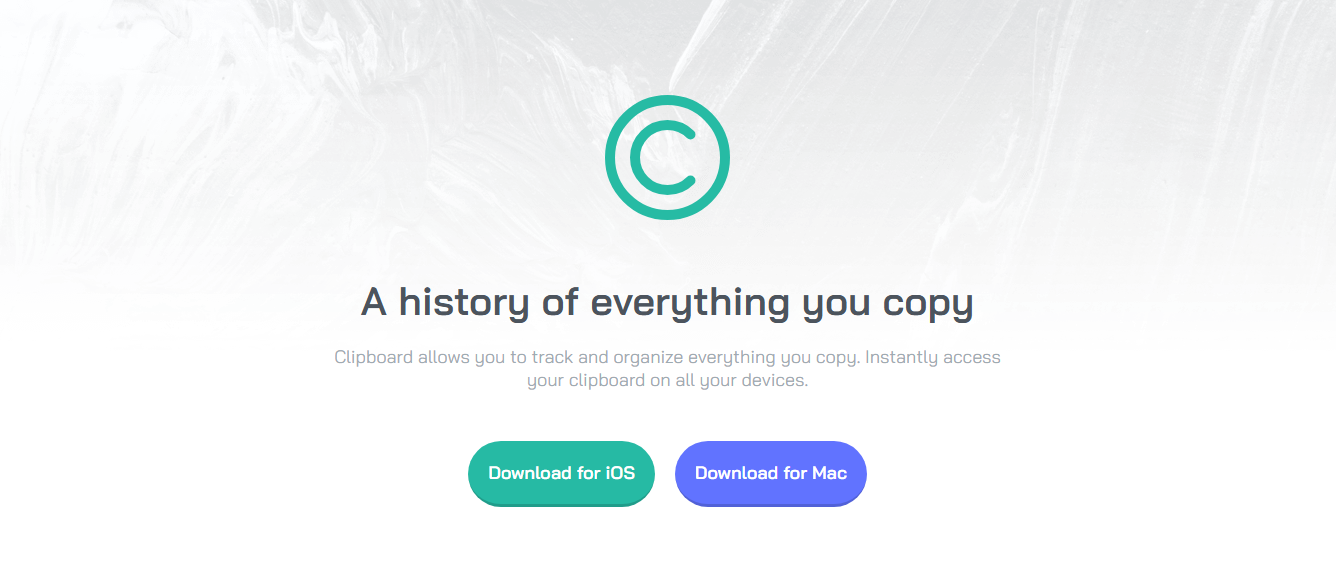 ©
A history of everything you copy
Clipboard allows you to track and organize everything you copy. Instantly access
your clipboard on all your devices.
Download for iOS
Download for Mac